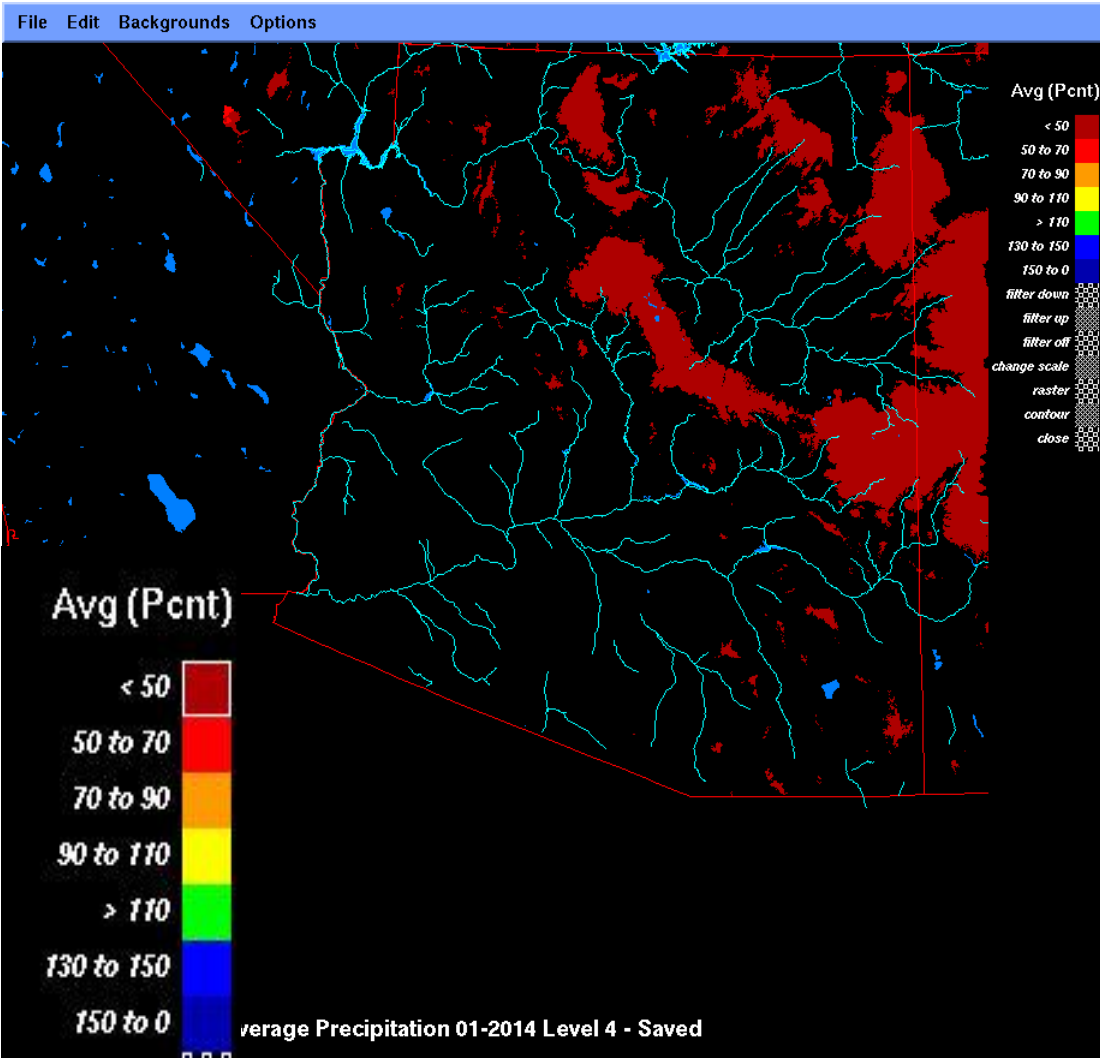 File Edit Backgrounds Options
Avg (Pcnt)
< 50
50 to 70
70 to 90
90 to 110
> 110
130 to 150
150 to 0
filter down
filter up
filter off
change scale
raster
contour
close
Avg (Pcnt)
< 50
50 to 70
70 to 90
90 to 110
> 110
130 to 150
150 to 0
verage Precipitation 01-2014 Level 4 - Saved